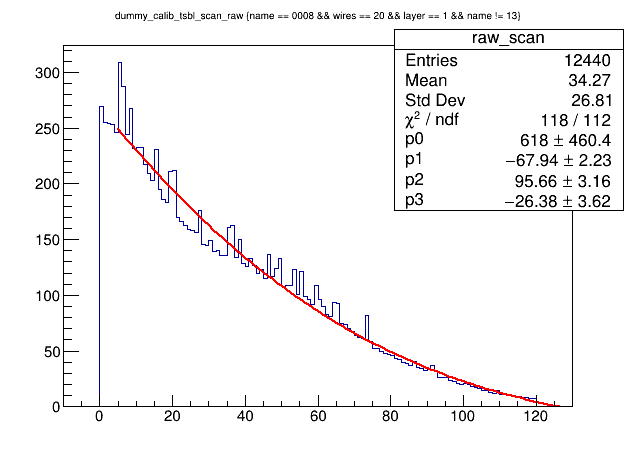 dummy_calib_tsbl_scan_raw {name == 0008 && wires == 20 && layer == 1 && name != 13}
raw_scan
Entries 12440
Mean 34.27
Std Dev 26.81
χ² / ndf 118 / 112
p0 618 ± 460.4
p1 −67.94 ± 2.23
p2 95.66 ± 3.16
p3 −26.38 ± 3.62
300
250
200
150
100
50
0
0 20 40 60 80 100 120